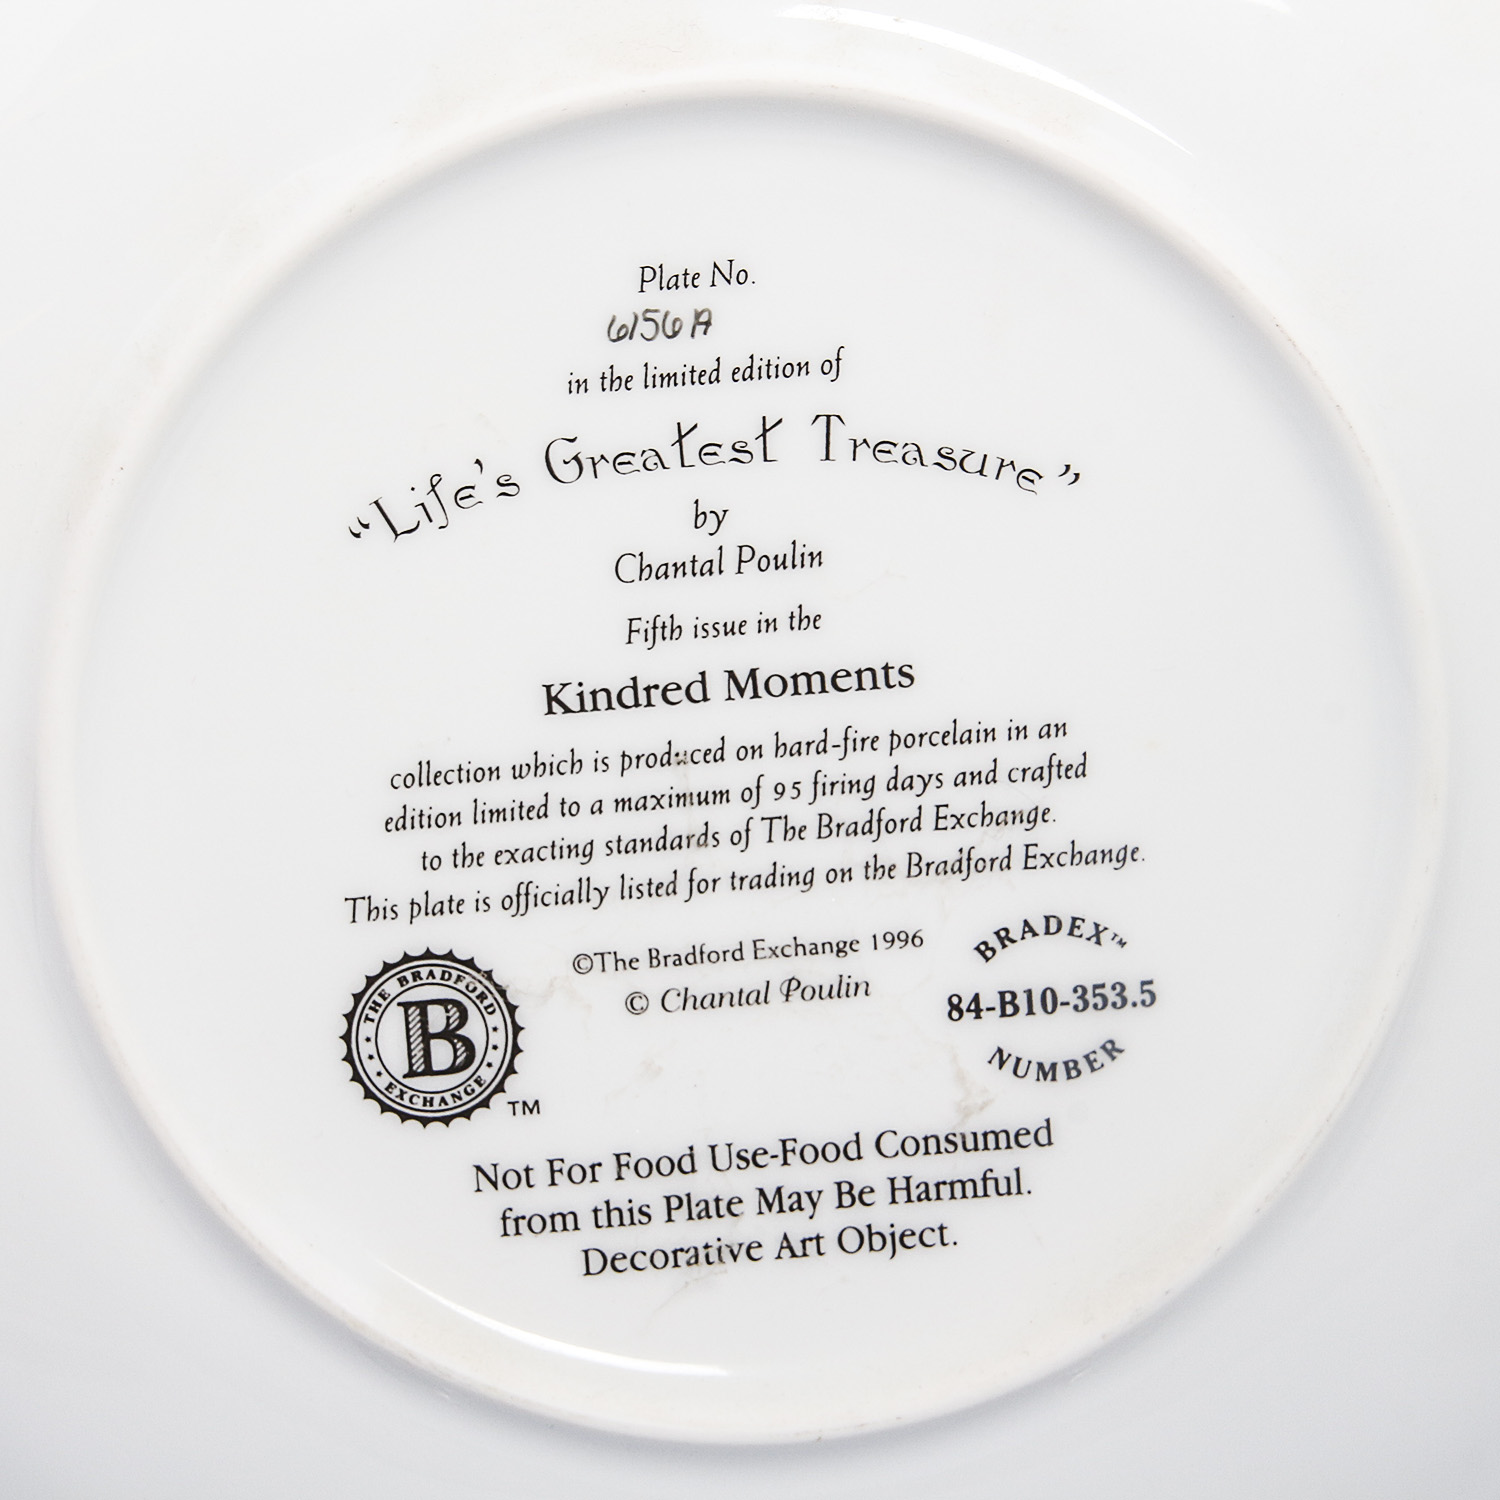 Plate No.
6156A
in the limited edition of
“Life's Greatest Treasure”
by
Chantal Poulin
Fifth issue in the
Kindred Moments
collection which is produced on hard-fire porcelain in an
edition limited to a maximum of 95 firing days and crafted
to the exacting standards of The Bradford Exchange.
This plate is officially listed for trading on the Bradford Exchange.
THE BRADFORD
B
EXCHANGE
TM
©The Bradford Exchange 1996
© Chantal Poulin
BRADEX™
84-B10-353.5
NUMBER
Not For Food Use-Food Consumed
from this Plate May Be Harmful.
Decorative Art Object.